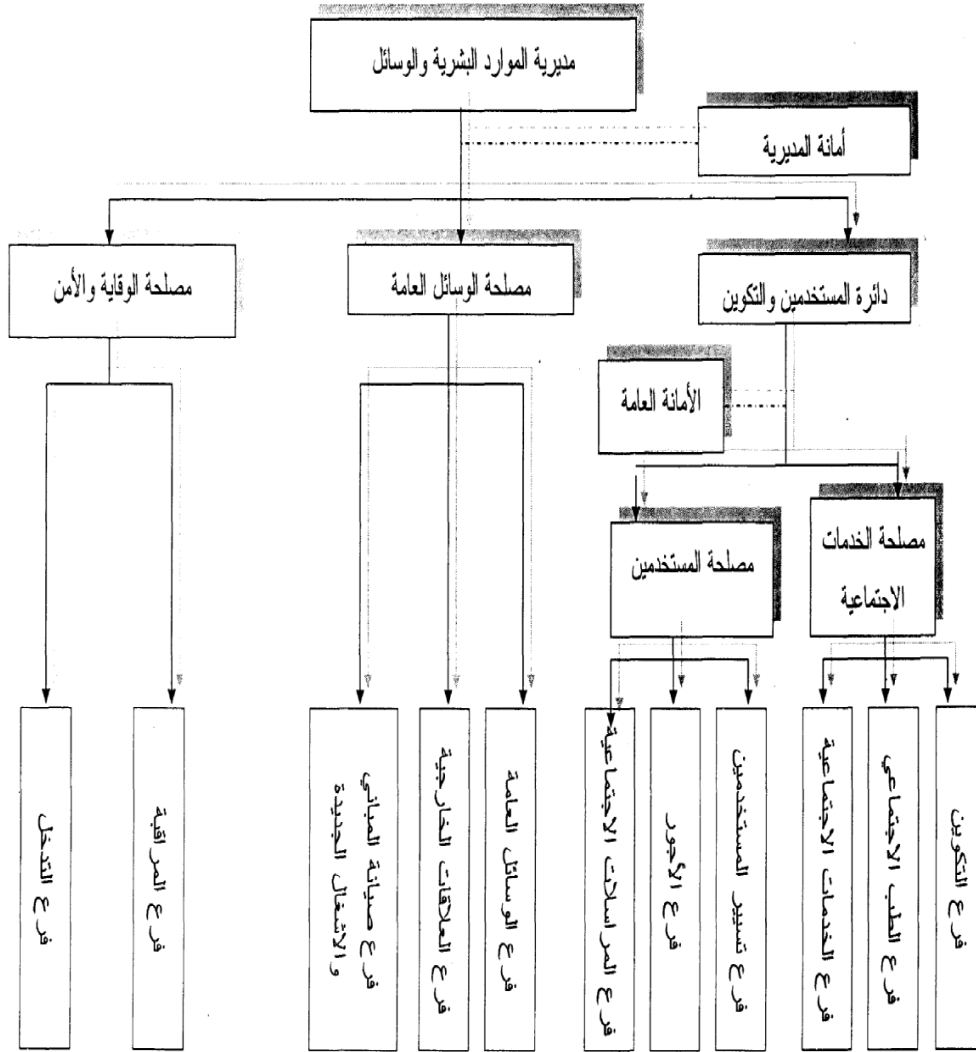 مديرية الموارد البشرية والوسائل
أمانة المديرية
دائرة المستخدمين والتكوين
مصلحة الوسائل العامة
مصلحة الوقاية والأمن
الأمانة العامة
مصلحة الخدمات
الاجتماعية
مصلحة المستخدمين
فرع التكوين
فرع الطب الاجتماعي
فرع الخدمات الاجتماعية
فرع تسيير المستخدمين
فرع الأجور
فرع المراسلات الاجتماعية
فرع الوسائل العامة
فرع العلاقات الخارجية
فرع صيانة المباني
والاشغال الجديدة
فرع المراقبة
فرع التدخل